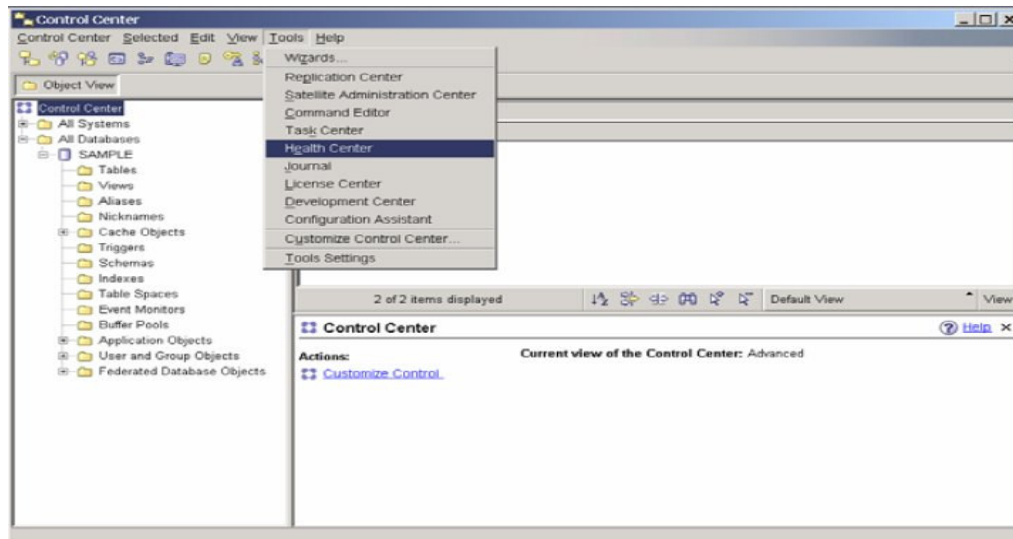 Control Center
Control Center Selected Edit View Tools Help
Object View
Control Center
All Systems
All Databases
SAMPLE
Tables
Views
Aliases
Nicknames
Cache Objects
Triggers
Schemas
Indexes
Table Spaces
Event Monitors
Buffer Pools
Application Objects
User and Group Objects
Federated Database Objects
Wizards...
Replication Center
Satellite Administration Center
Command Editor
Task Center
Health Center
Journal
License Center
Development Center
Configuration Assistant
Customize Control Center...
Tools Settings
2 of 2 items displayed
Default View
View
Control Center
Help
Actions:
Customize Control
Current view of the Control Center: Advanced